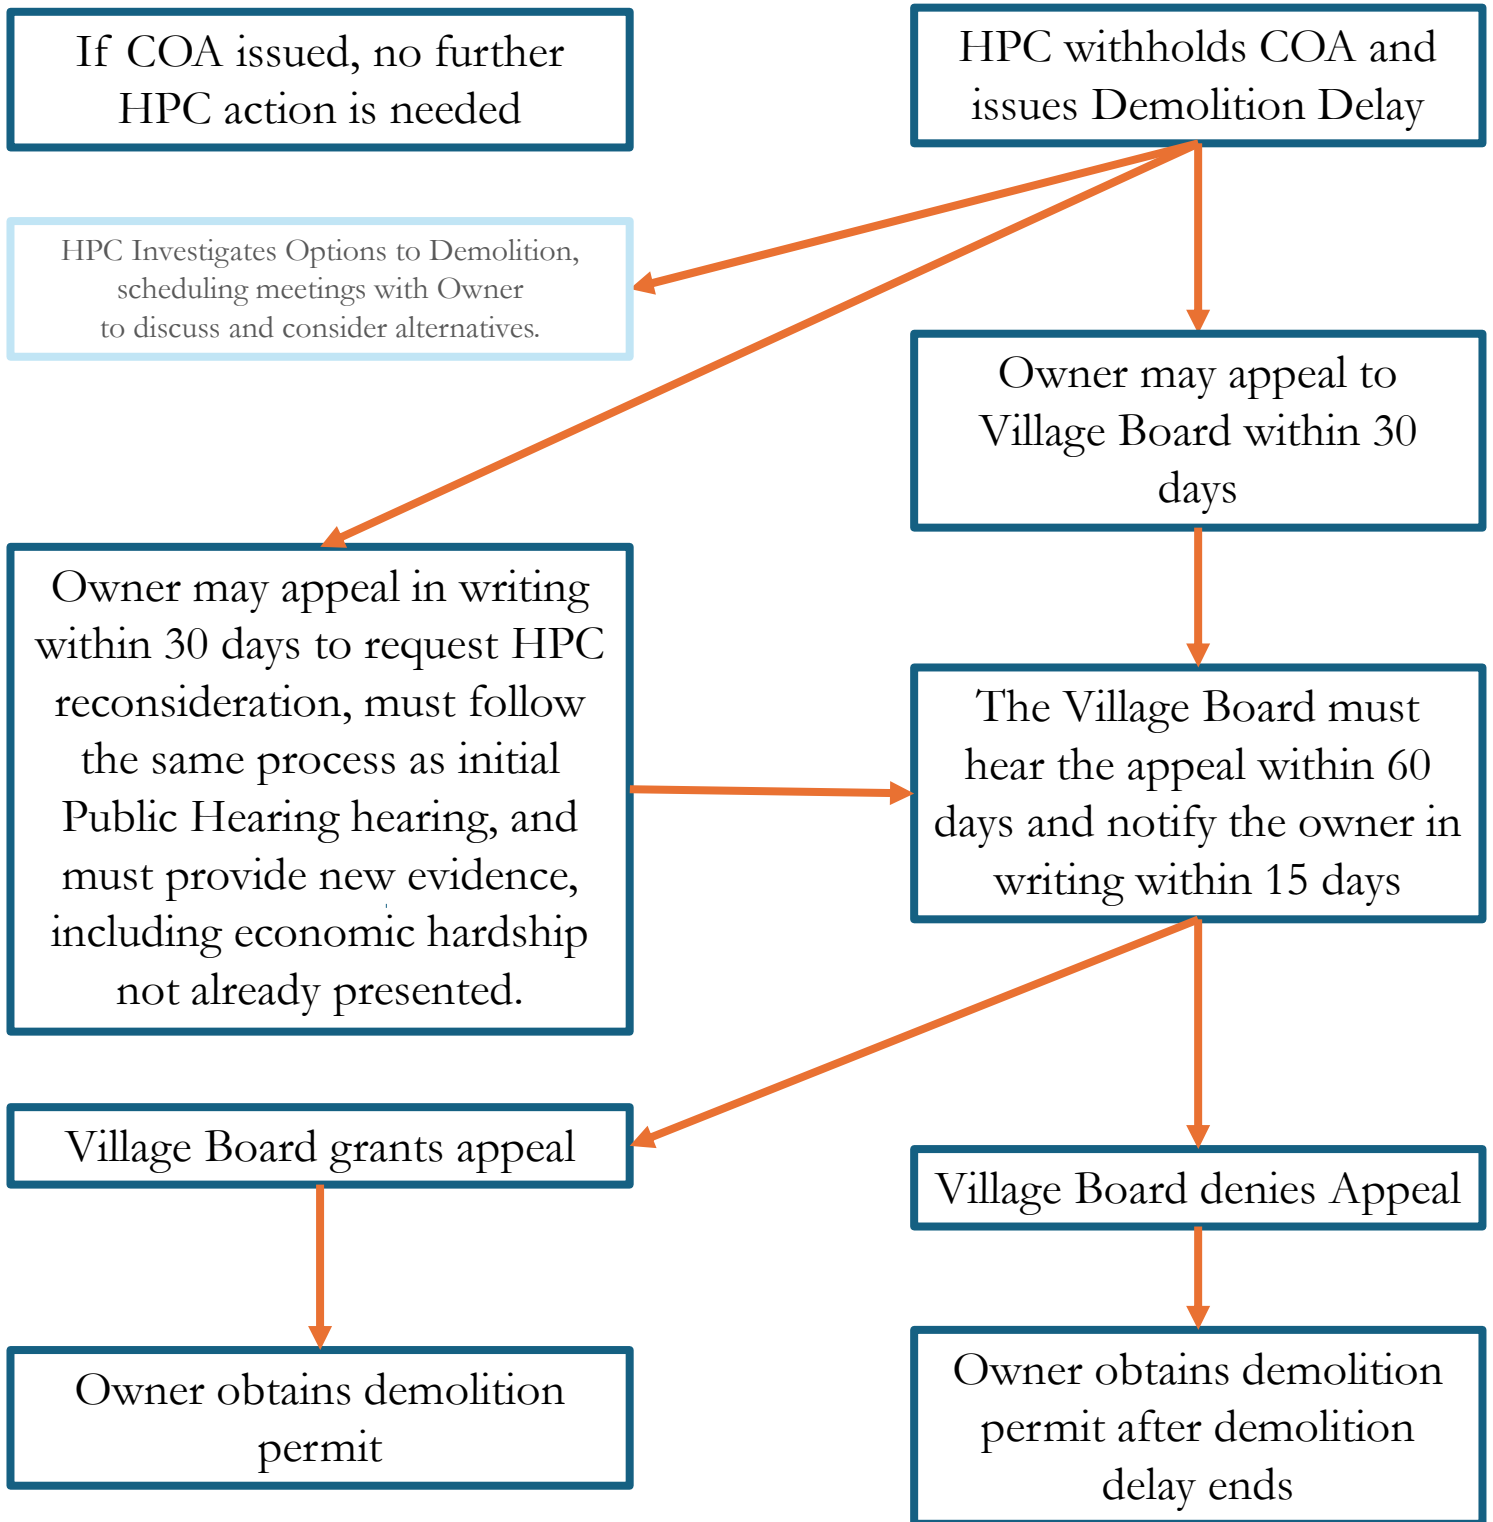 If COA issued, no further
HPC action is needed
HPC withholds COA and
issues Demolition Delay
HPC Investigates Options to Demolition,
scheduling meetings with Owner
to discuss and consider alternatives.
Owner may appeal to
Village Board within 30
days
Owner may appeal in writing
within 30 days to request HPC
reconsideration, must follow
the same process as initial
Public Hearing hearing, and
must provide new evidence,
including economic hardship
not already presented.
The Village Board must
hear the appeal within 60
days and notify the owner in
writing within 15 days
Village Board grants appeal
Village Board denies Appeal
Owner obtains demolition
permit
Owner obtains demolition
permit after demolition
delay ends